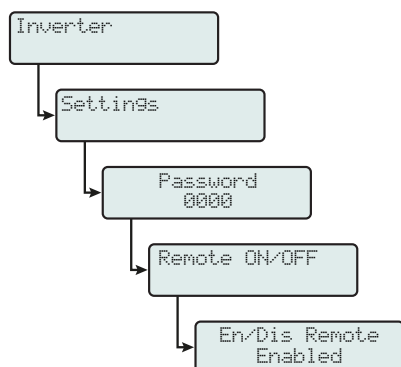 Inverter
Settings
Password
0000
Remote ON/OFF
En/Dis Remote
Enabled